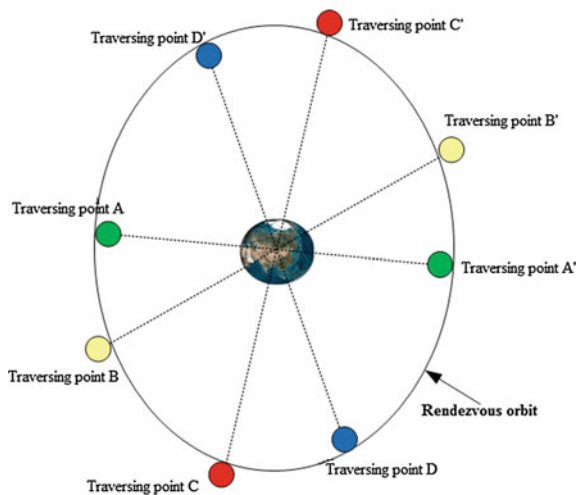 Traversing point C'
Traversing point D'
Traversing point B'
Traversing point A
Traversing point A'
Traversing point B
Rendezvous orbit
Traversing point D
Traversing point C